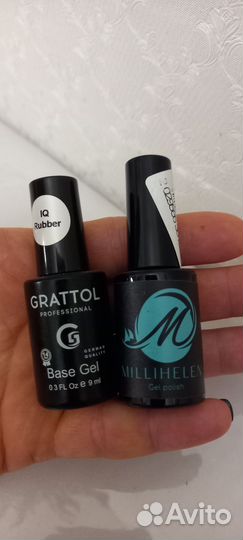 IQ
Rubber
GRATTOL
PROFESSIONAL
G
GERMAN
QUALITY
Base Gel
0.3 FL Oz e 9 ml
M
MILLIHELEN
Gel polish
Avito